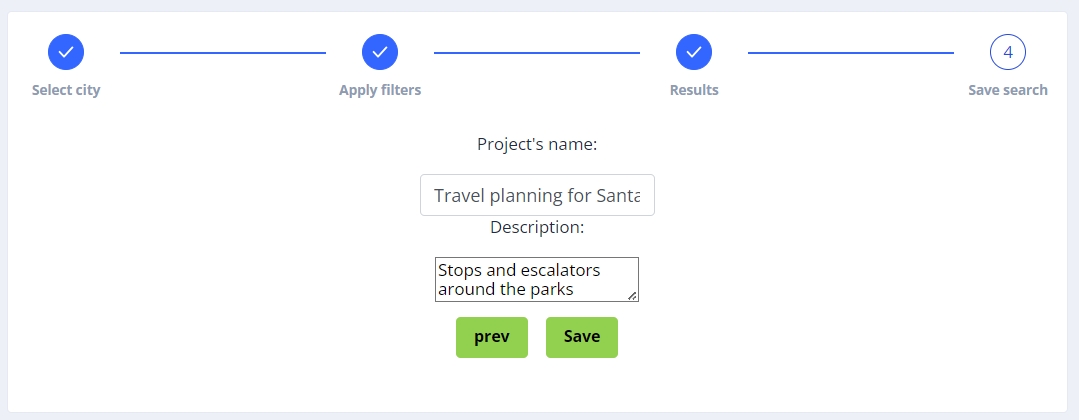 4
Select city
Apply filters
Results
Save search
Project's name:
Travel planning for Santa
Description:
Stops and escalators
around the parks
prev
Save